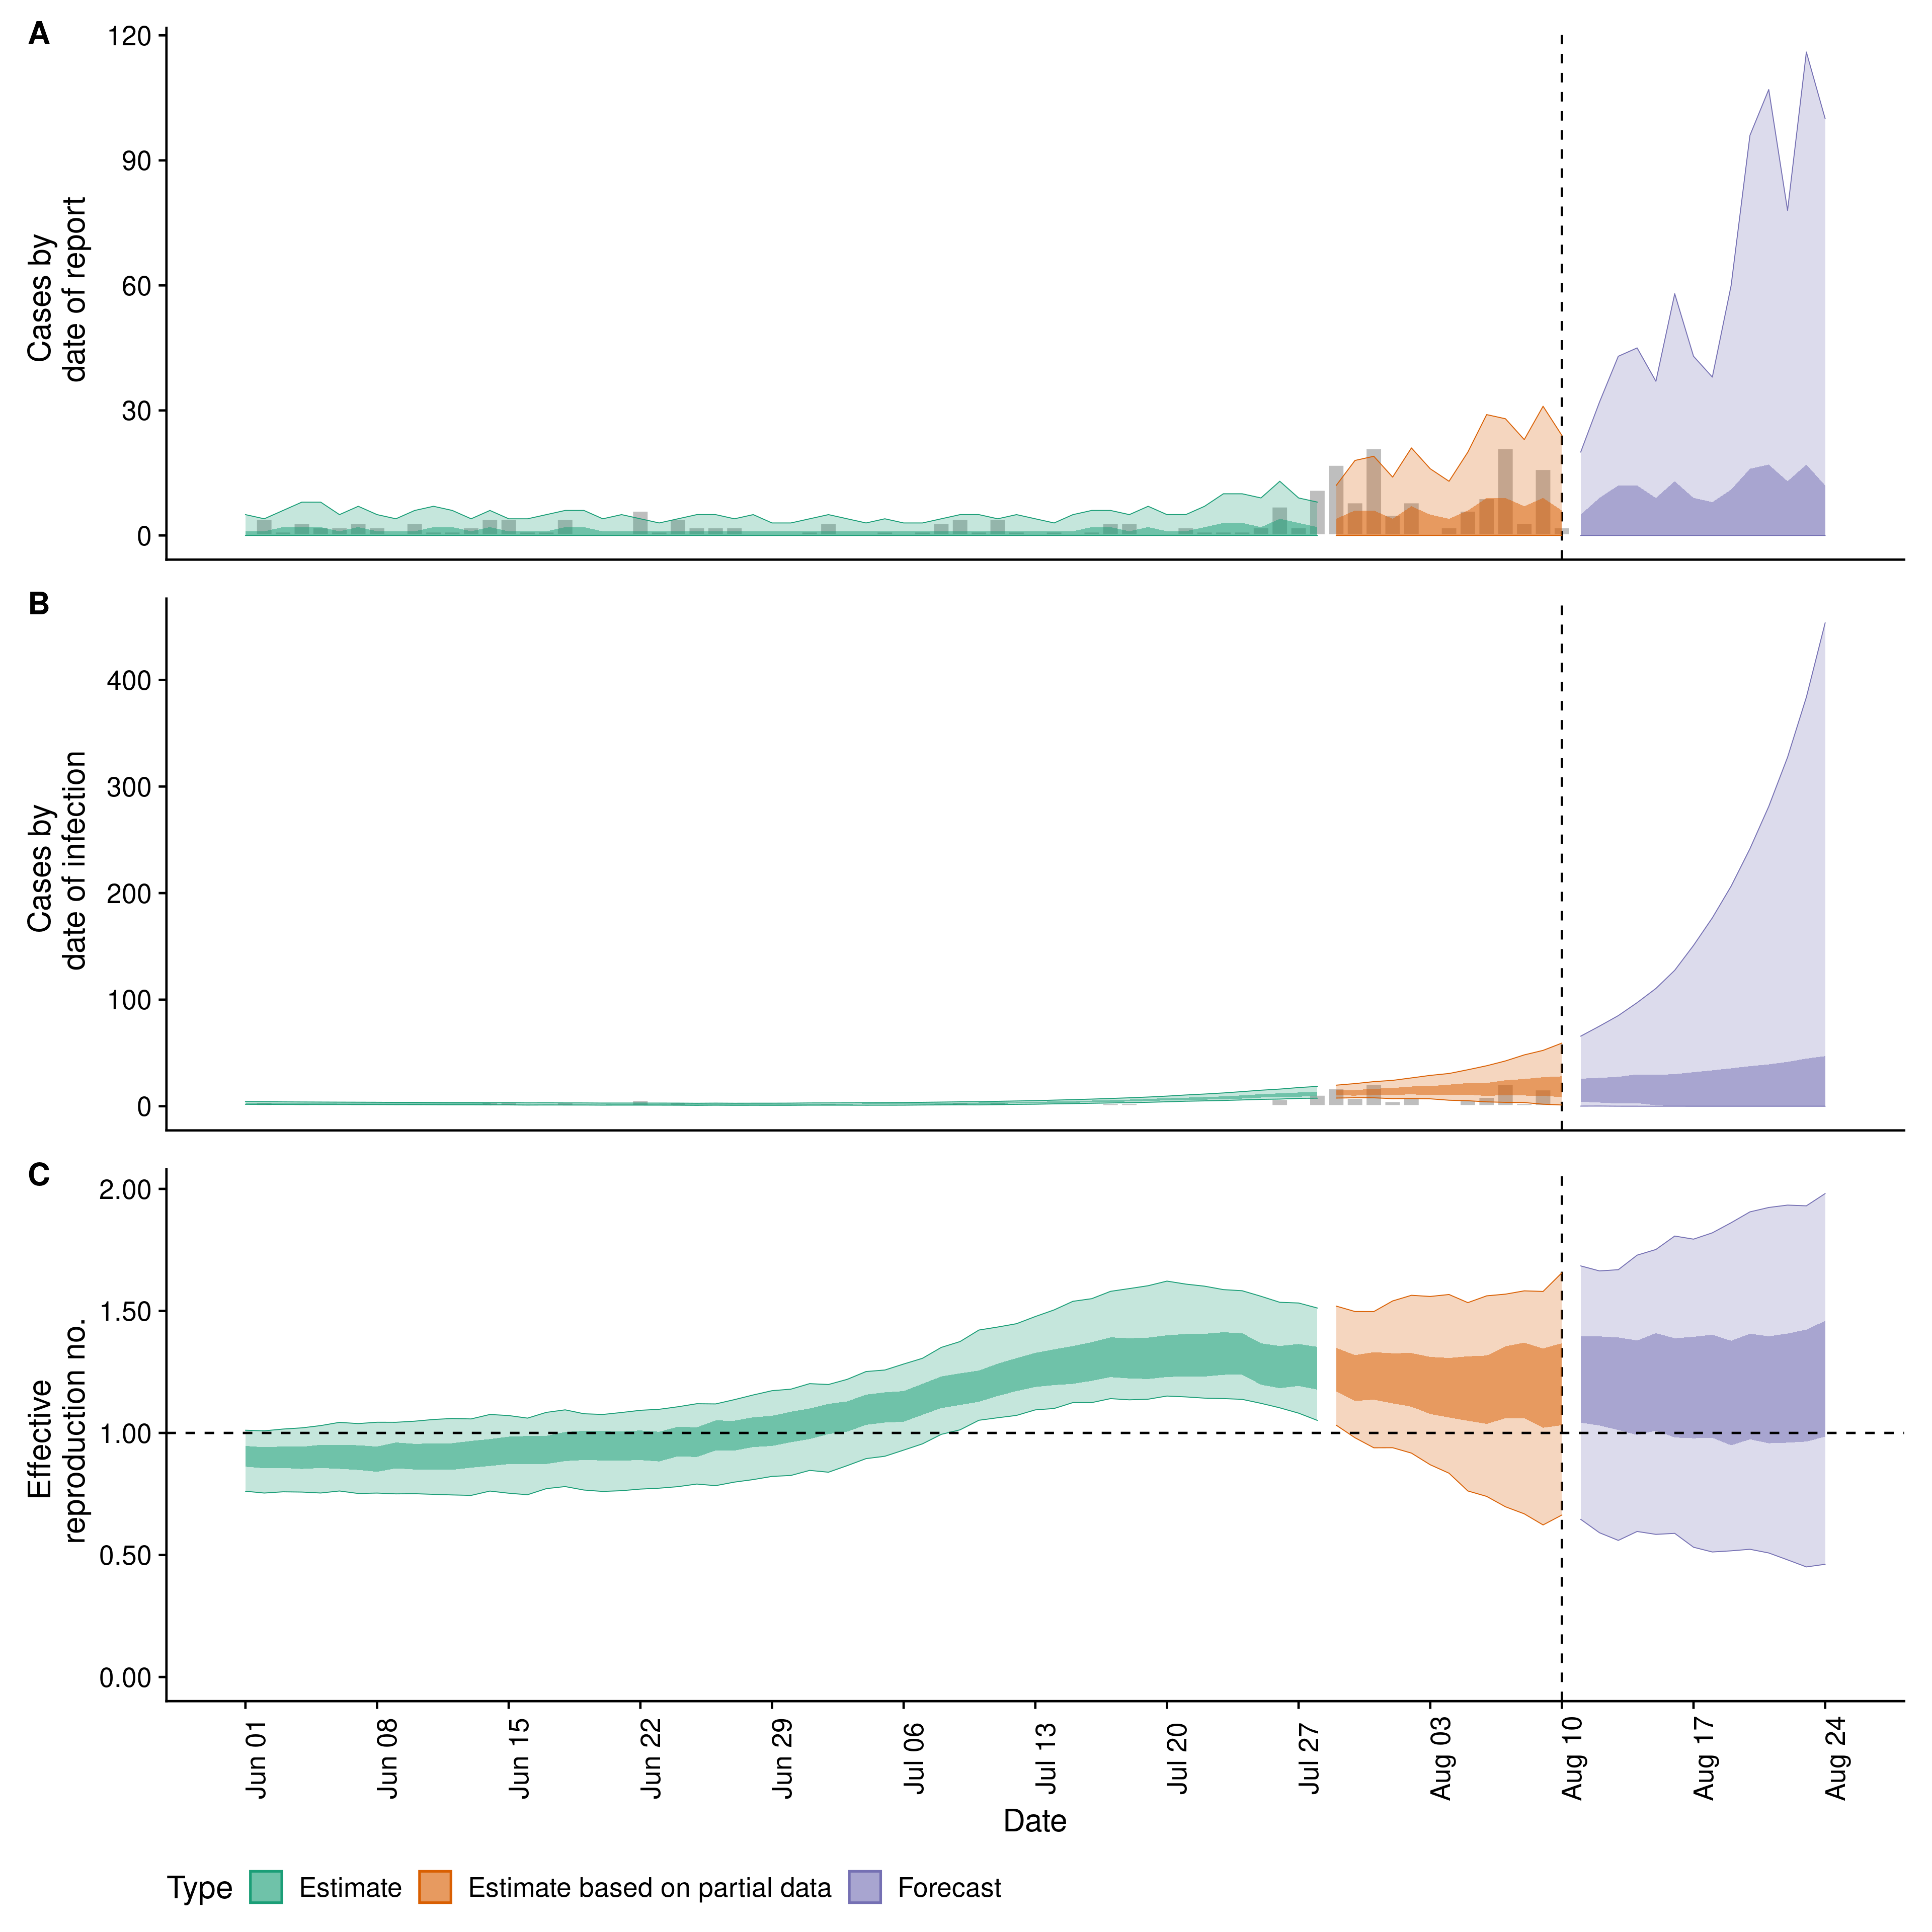 A
120
90
60
30
0
Cases by
date of report
B
400
300
200
100
0
Cases by
date of infection
C
2.00
1.50
1.00
0.50
0.00
Effective
reproduction no.
Jun 01
Jun 08
Jun 15
Jun 22
Jun 29
Jul 06
Jul 13
Jul 20
Jul 27
Aug 03
Aug 10
Aug 17
Aug 24
Date
Type Estimate Estimate based on partial data Forecast